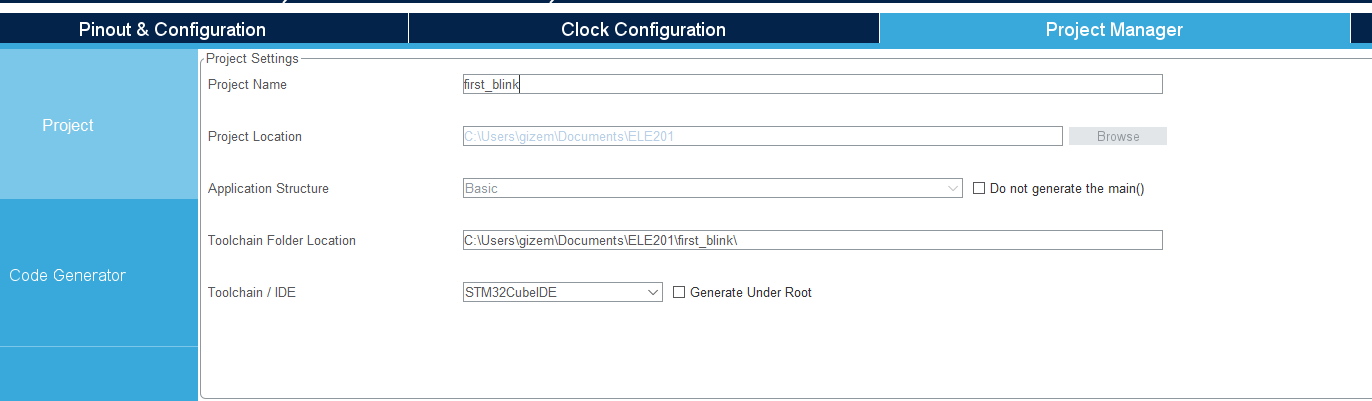 Pinout & Configuration
Clock Configuration
Project Manager
Project
Code Generator
Project Settings
Project Name
first_blink
Project Location
C:\Users\gizem\Documents\ELE201
Browse
Application Structure
Basic
Do not generate the main()
Toolchain Folder Location
C:\Users\gizem\Documents\ELE201\first_blink\
Toolchain / IDE
STM32CubeIDE
Generate Under Root